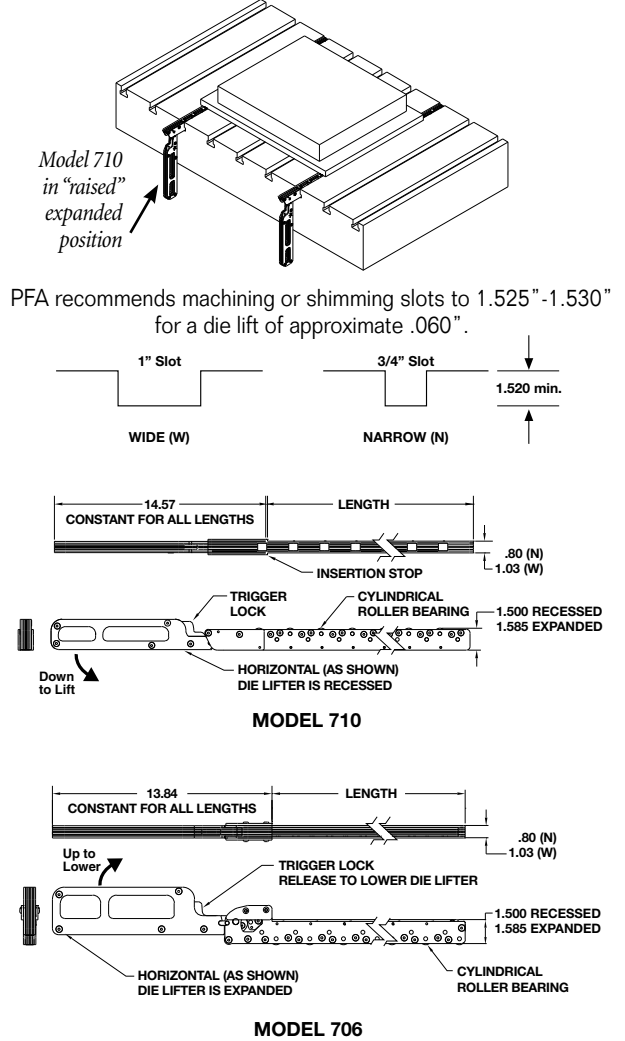 Model 710
in “raised”
expanded
position
PFA recommends machining or shimming slots to 1.525”-1.530”
for a die lift of approximate .060”.
1” Slot
3/4” Slot
1.520 min.
WIDE (W)
NARROW (N)
14.57
CONSTANT FOR ALL LENGTHS
LENGTH
.80 (N)
1.03 (W)
INSERTION STOP
TRIGGER
LOCK
CYLINDRICAL
ROLLER BEARING
1.500 RECESSED
1.585 EXPANDED
Down
to Lift
HORIZONTAL (AS SHOWN)
DIE LIFTER IS RECESSED
MODEL 710
13.84
CONSTANT FOR ALL LENGTHS
LENGTH
.80 (N)
1.03 (W)
Up to
Lower
TRIGGER LOCK
RELEASE TO LOWER DIE LIFTER
1.500 RECESSED
1.585 EXPANDED
HORIZONTAL (AS SHOWN)
DIE LIFTER IS EXPANDED
CYLINDRICAL
ROLLER BEARING
MODEL 706